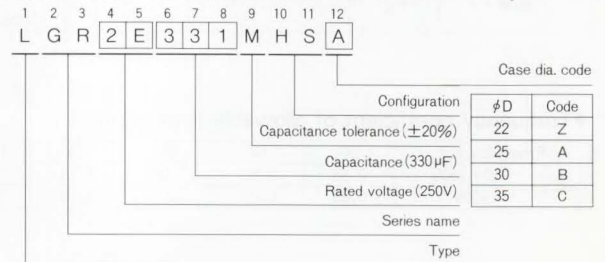 1 2 3 4 5 6 7 8 9 10 11 12
L G R 2 E 3 3 1 M H S A
Case dia. code
Configuration
Capacitance tolerance (±20%)
Capacitance (330µF)
Rated voltage (250V)
Series name
Type
φD Code
22 Z
25 A
30 B
35 C